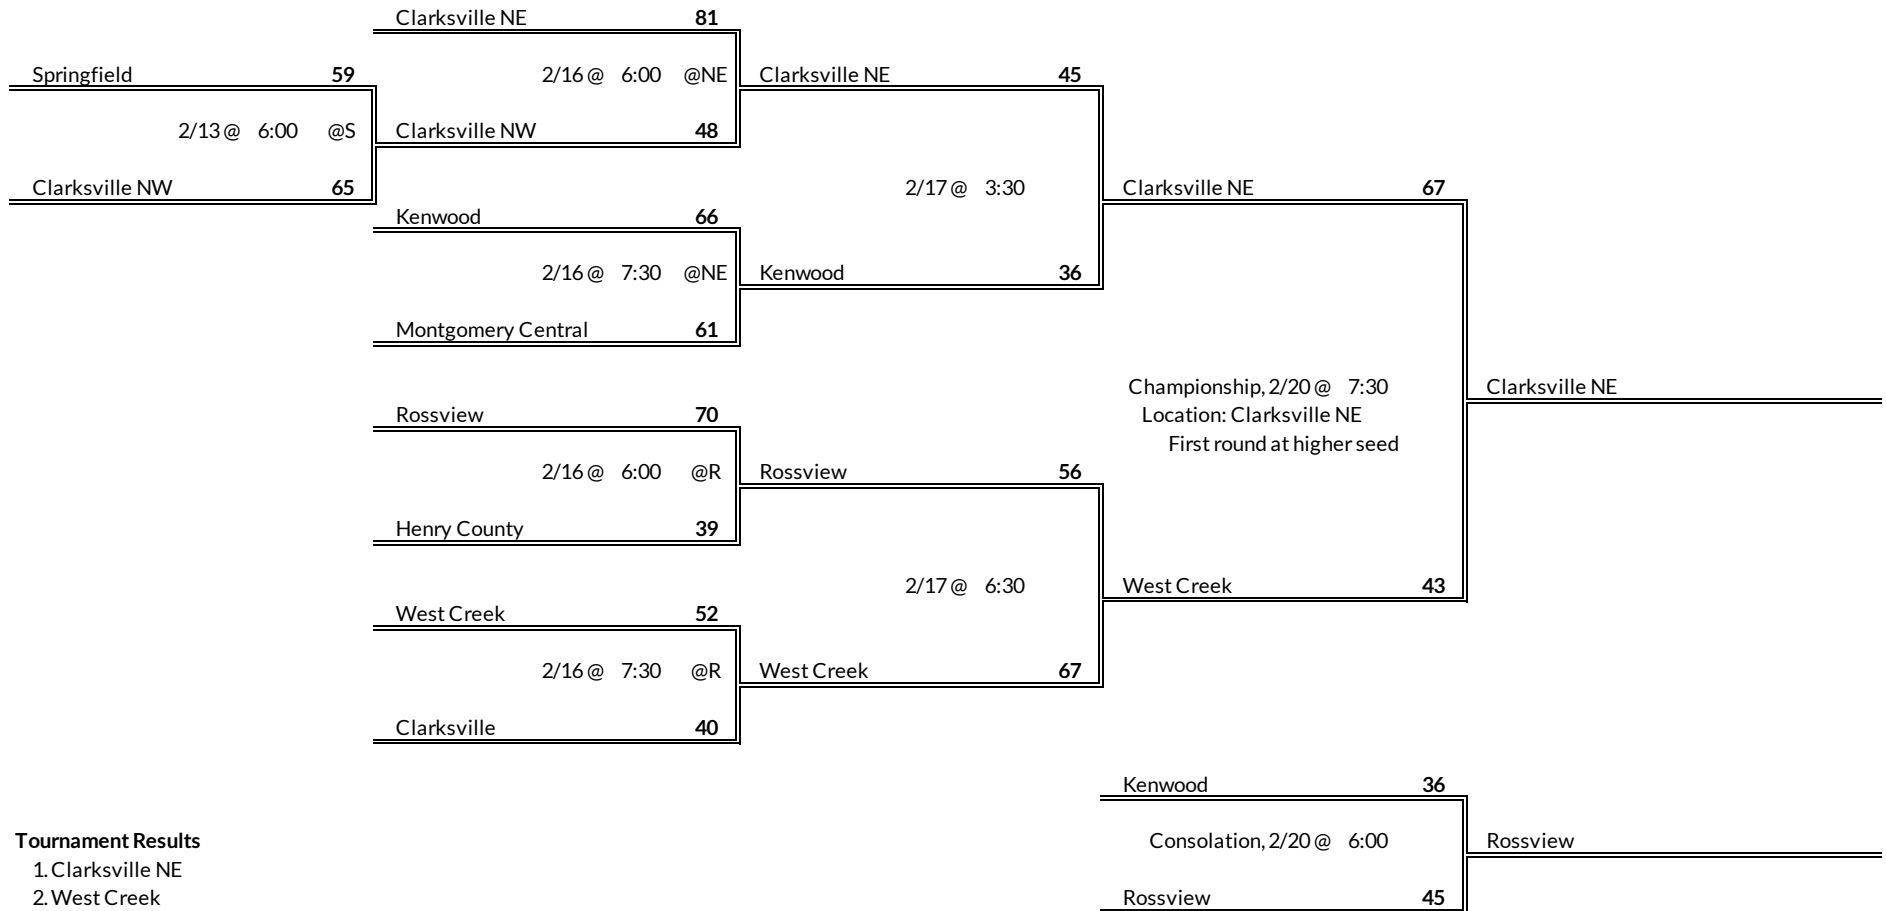 Clarksville NE 81
Springfield 59 2/16 @ 6:00 @NE Clarksville NE 45
2/13 @ 6:00 @S Clarksville NW 48
Clarksville NW 65 2/17 @ 3:30 Clarksville NE 67
Kenwood 66
2/16 @ 7:30 @NE Kenwood 36
Montgomery Central 61
Championship, 2/20 @ 7:30 Clarksville NE
Rossview 70 Location: Clarksville NE
First round at higher seed
2/16 @ 6:00 @R Rossview 56
Henry County 39
2/17 @ 6:30 West Creek 43
West Creek 52
2/16 @ 7:30 @R West Creek 67
Clarksville 40
Kenwood 36
Tournament Results Consolation, 2/20 @ 6:00 Rossview
1. Clarksville NE
2. West Creek Rossview 45